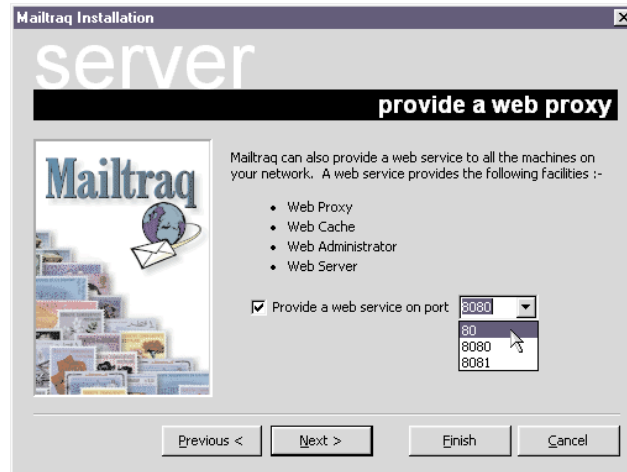 Mailtraq Installation
server
provide a web proxy
Mailtraq
Mailtraq can also provide a web service to all the machines on
your network. A web service provides the following facilities :-
• Web Proxy
• Web Cache
• Web Administrator
• Web Server
Provide a web service on port 8080
80
8080
8081
Previous <
Next >
Finish
Cancel